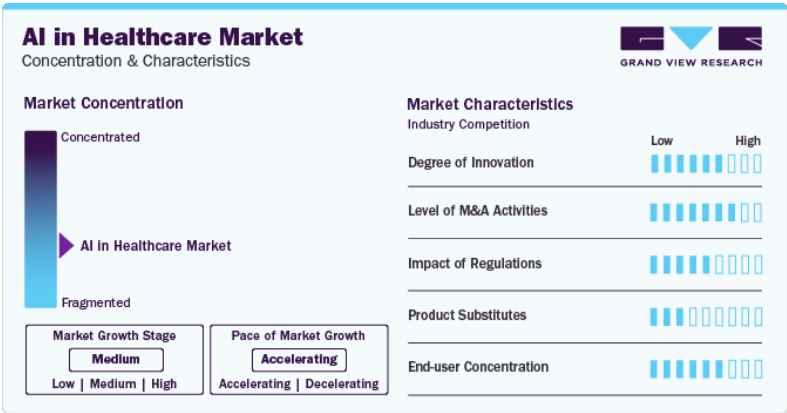 AI in Healthcare Market
Concentration & Characteristics
GRAND VIEW RESEARCH
Market Concentration
Concentrated
AI in Healthcare Market
Fragmented
Market Growth Stage
Medium
Low | Medium | High
Pace of Market Growth
Accelerating
Accelerating | Decelerating
Market Characteristics
Industry Competition
Low High
Degree of Innovation
Level of M&A Activities
Impact of Regulations
Product Substitutes
End-user Concentration